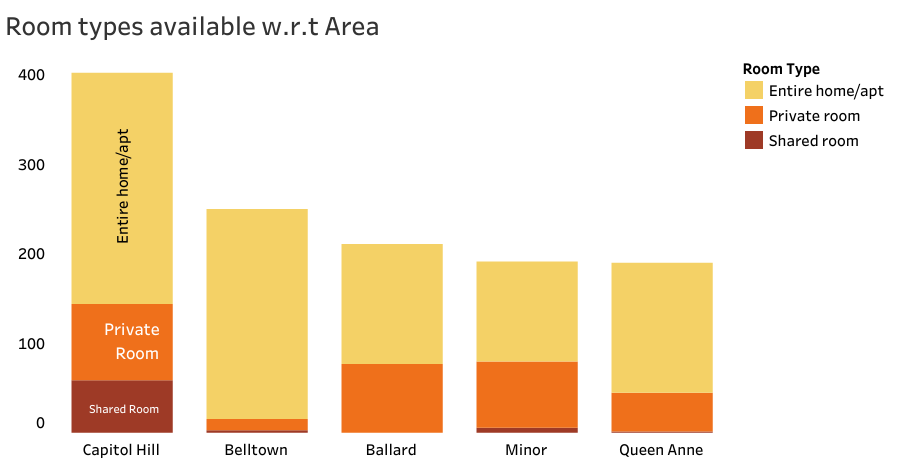 Room types available w.r.t Area
400
300
200
100
0
Entire home/apt
Private
Room
Shared Room
Capitol Hill
Belltown
Ballard
Minor
Queen Anne
Room Type
Entire home/apt
Private room
Shared room